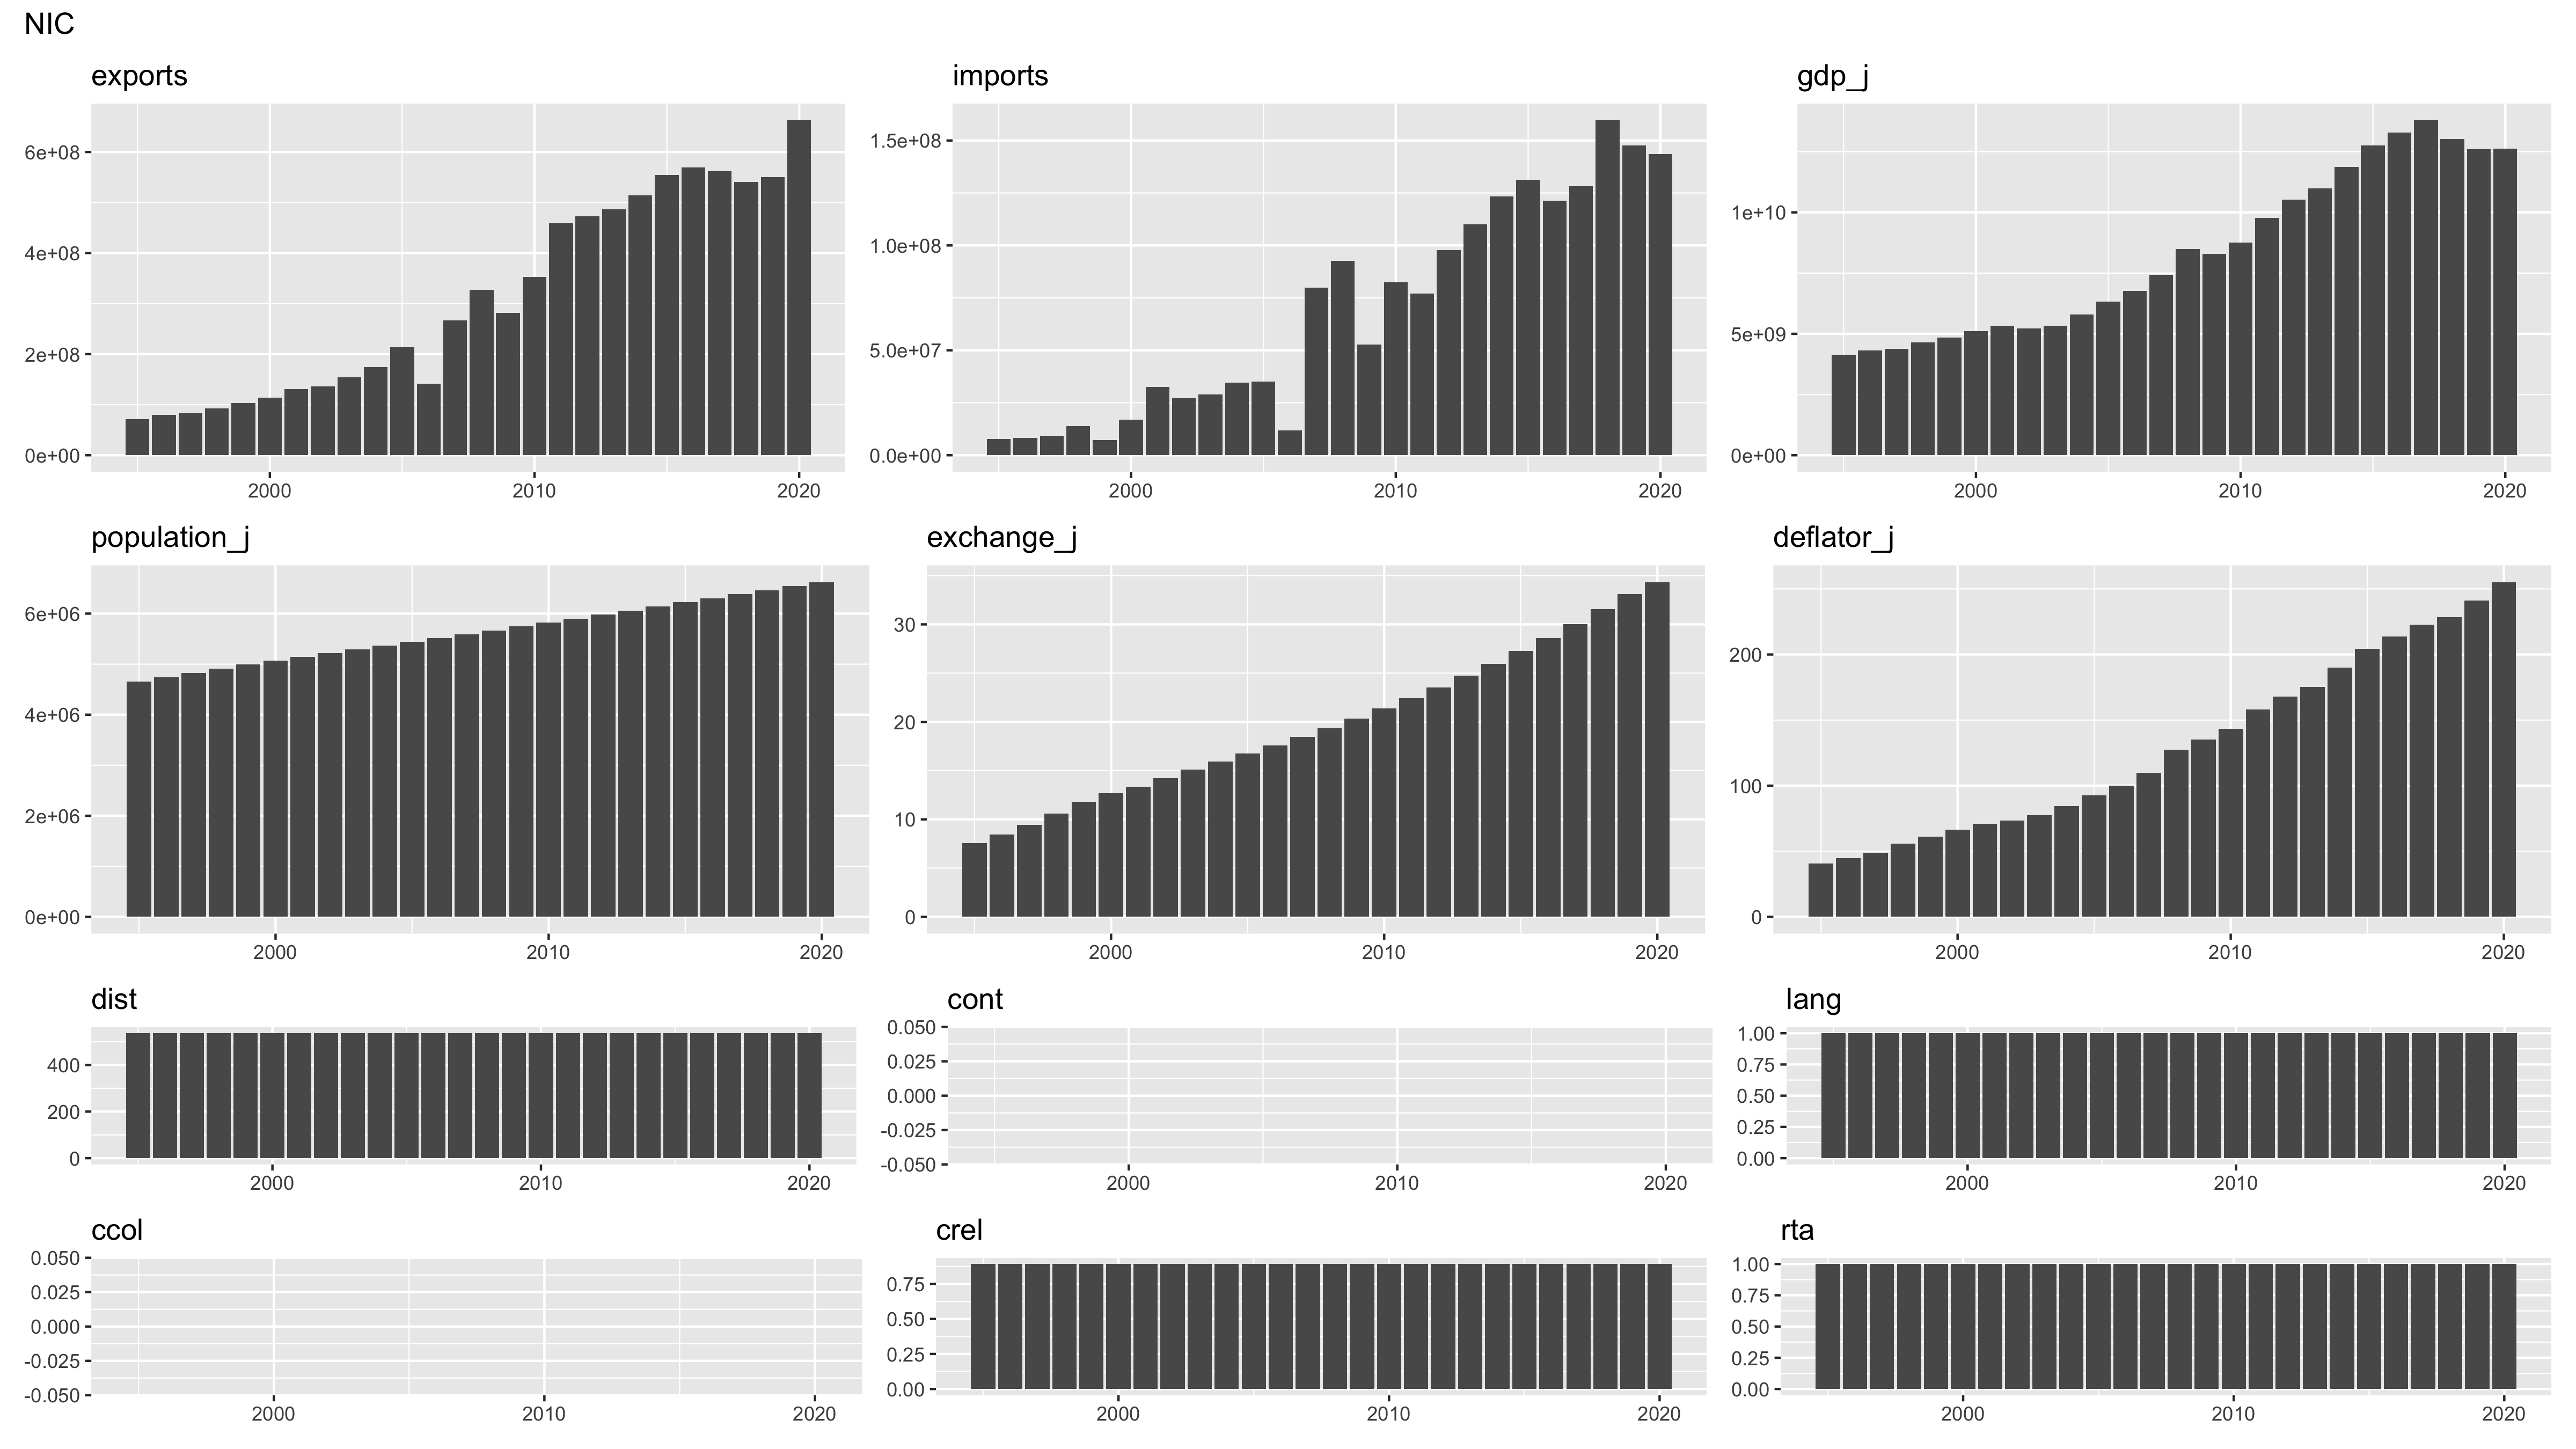 NIC
exports
imports
gdp_j
6e+08
4e+08
2e+08
0e+00
2000 2010 2020
1.5e+08
1.0e+08
5.0e+07
0.0e+00
2000 2010 2020
1e+10
5e+09
0e+00
2000 2010 2020
population_j
exchange_j
deflator_j
6e+06
4e+06
2e+06
0e+00
2000 2010 2020
30
20
10
0
2000 2010 2020
200
100
0
2000 2010 2020
dist
cont
lang
400
200
0
2000 2010 2020
0.050
0.025
0.000
-0.025
-0.050
2000 2010 2020
1.00
0.75
0.50
0.25
0.00
2000 2010 2020
ccol
crel
rta
0.050
0.025
0.000
-0.025
-0.050
2000 2010 2020
0.75
0.50
0.25
0.00
2000 2010 2020
1.00
0.75
0.50
0.25
0.00
2000 2010 2020